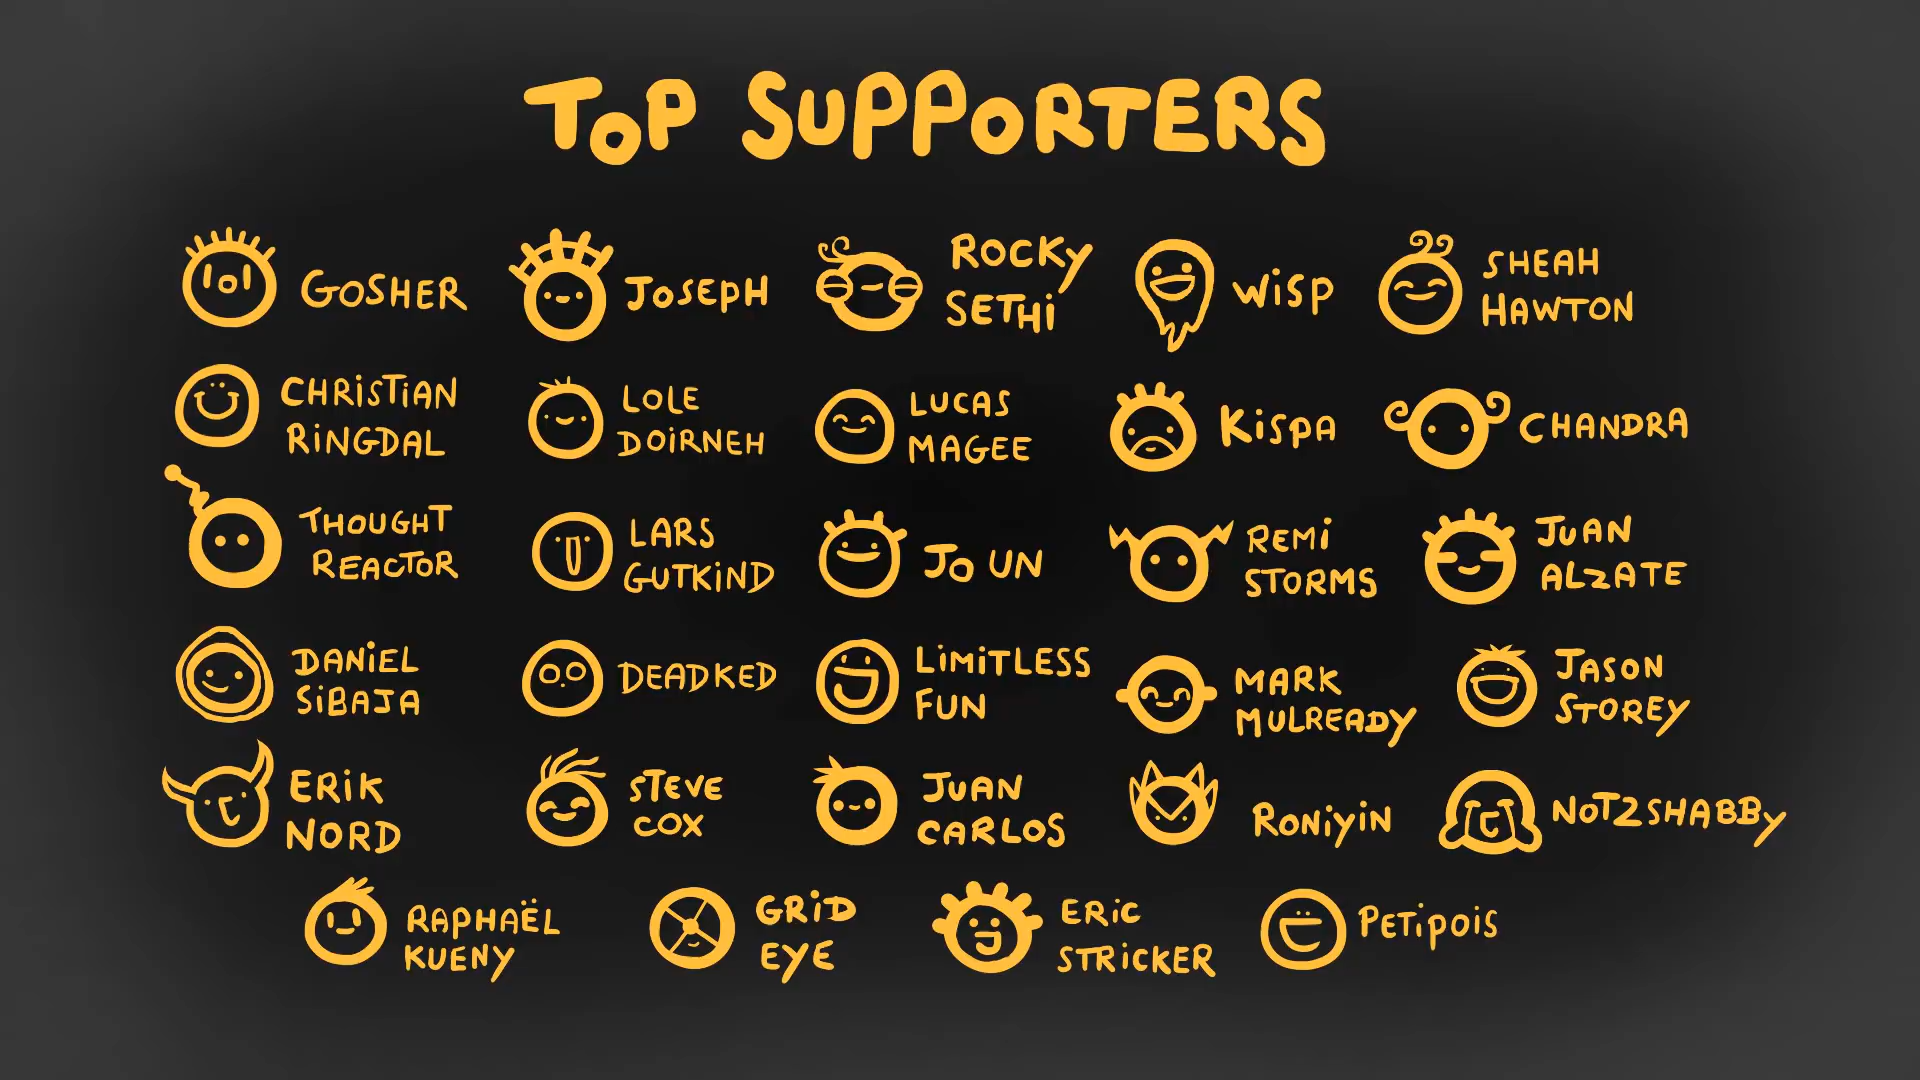 TOP SUPPORTERS
GOSHER
JOSEPH
ROCKY
SETHi
WiSP
SHEAH
HAWTON
CHRiSTiAN
RiNGDAL
LOLE
DOiRNEH
LUCAS
MAGEE
KiSPA
CHANDRA
THOUGHT
REACTOR
LARS
GUTKiND
JO UN
REMi
STORMS
JUAN
ALZATE
DANiEL
SiBAJA
DEADKED
LiMiTLESS
FUN
MARK
MULREADY
JASON
STOREY
ERiK
NORD
STEVE
COX
JUAN
CARLOS
RONiYiN
NOT2SHABBY
RAPHAËL
KUENY
GRiD
EYE
ERiC
STRiCKER
PETiPOiS